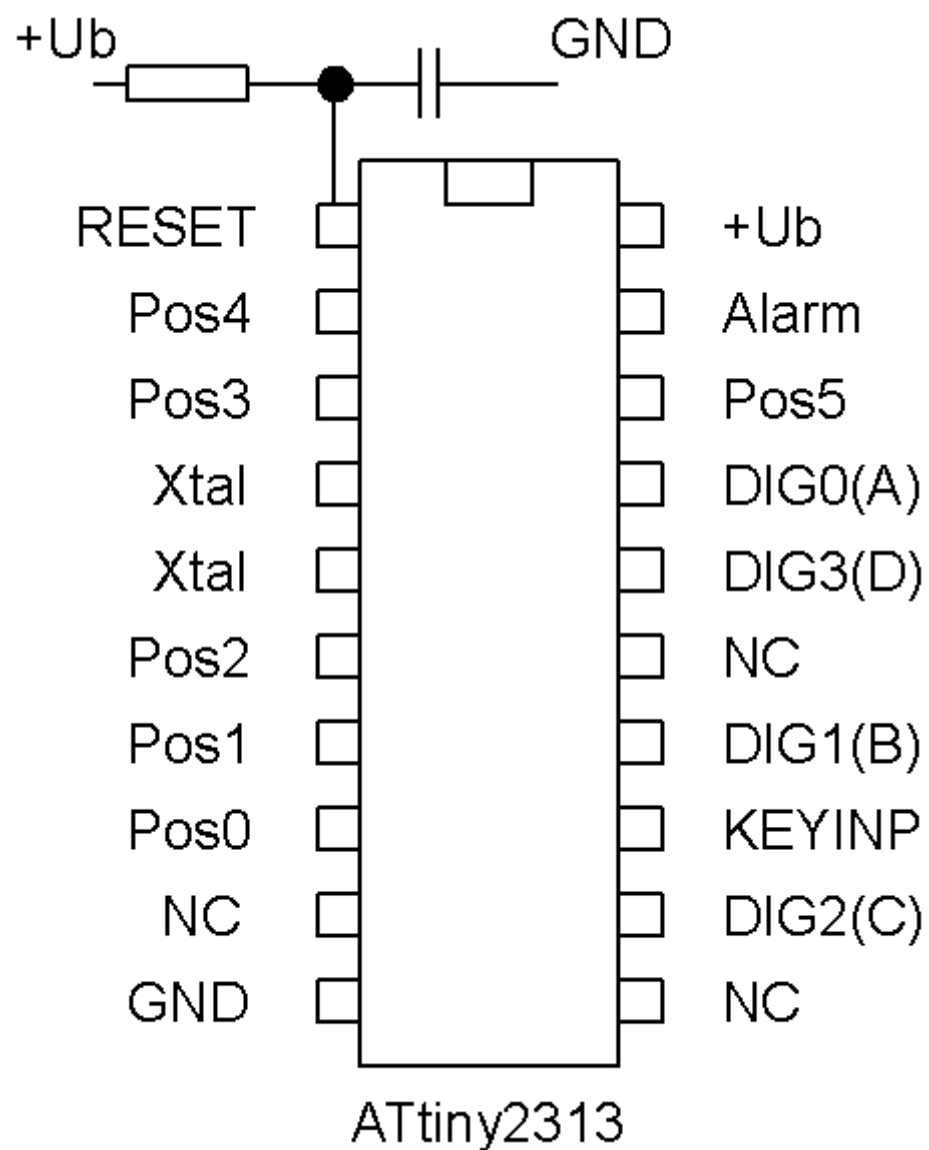 +Ub GND
RESET +Ub
Pos4 Alarm
Pos3 Pos5
Xtal DIG0(A)
Xtal DIG3(D)
Pos2 NC
Pos1 DIG1(B)
Pos0 KEYINP
NC DIG2(C)
GND NC
ATtiny2313